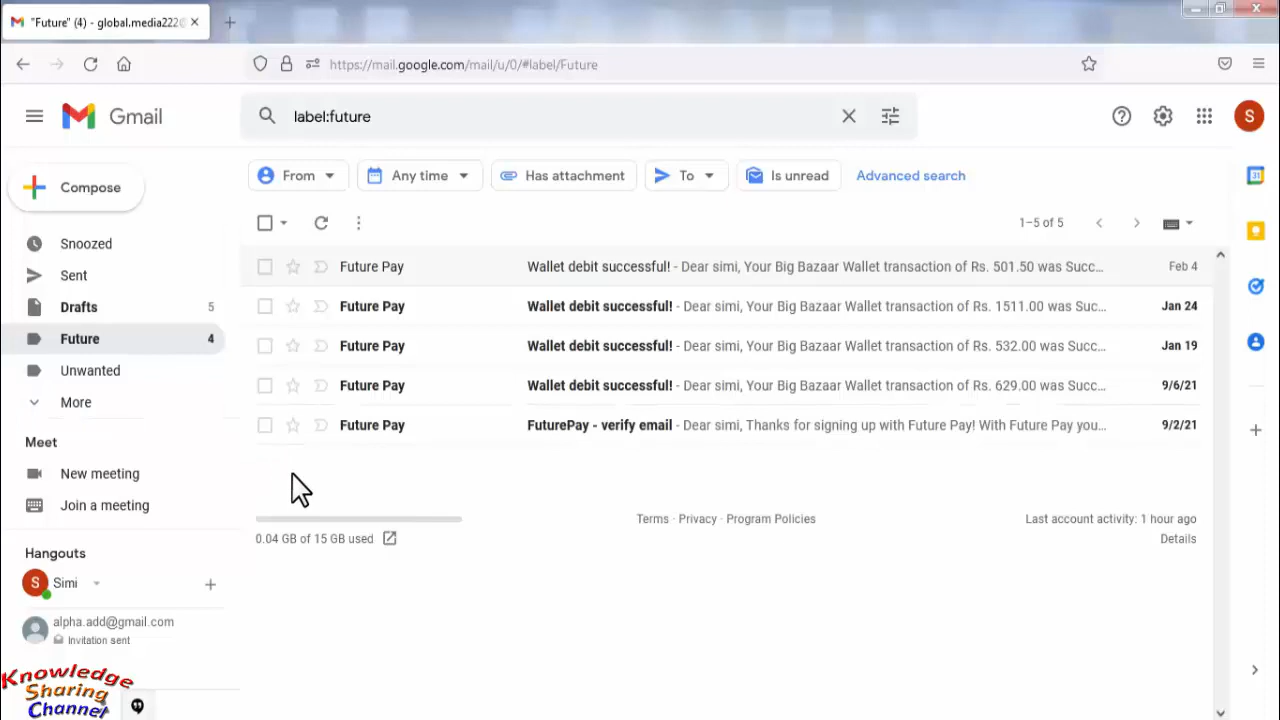 "Future" (4) - global.media222@
https://mail.google.com/mail/u/0/#label/Future
Gmail
label:future
S
Compose
From
Any time
Has attachment
To
Is unread
Advanced search
31
1–5 of 5
Snoozed
Sent
Drafts 5
Future 4
Unwanted
More
Future Pay Wallet debit successful! - Dear simi, Your Big Bazaar Wallet transaction of Rs. 501.50 was Succ... Feb 4
Future Pay Wallet debit successful! - Dear simi, Your Big Bazaar Wallet transaction of Rs. 1511.00 was Suc... Jan 24
Future Pay Wallet debit successful! - Dear simi, Your Big Bazaar Wallet transaction of Rs. 532.00 was Succ... Jan 19
Future Pay Wallet debit successful! - Dear simi, Your Big Bazaar Wallet transaction of Rs. 629.00 was Succ... 9/6/21
Future Pay FuturePay - verify email - Dear simi, Thanks for signing up with Future Pay! With Future Pay you... 9/2/21
Meet
New meeting
Join a meeting
0.04 GB of 15 GB used
Terms · Privacy · Program Policies
Last account activity: 1 hour ago
Details
Hangouts
S Simi
alpha.add@gmail.com
Invitation sent
Knowledge
Sharing
Channel